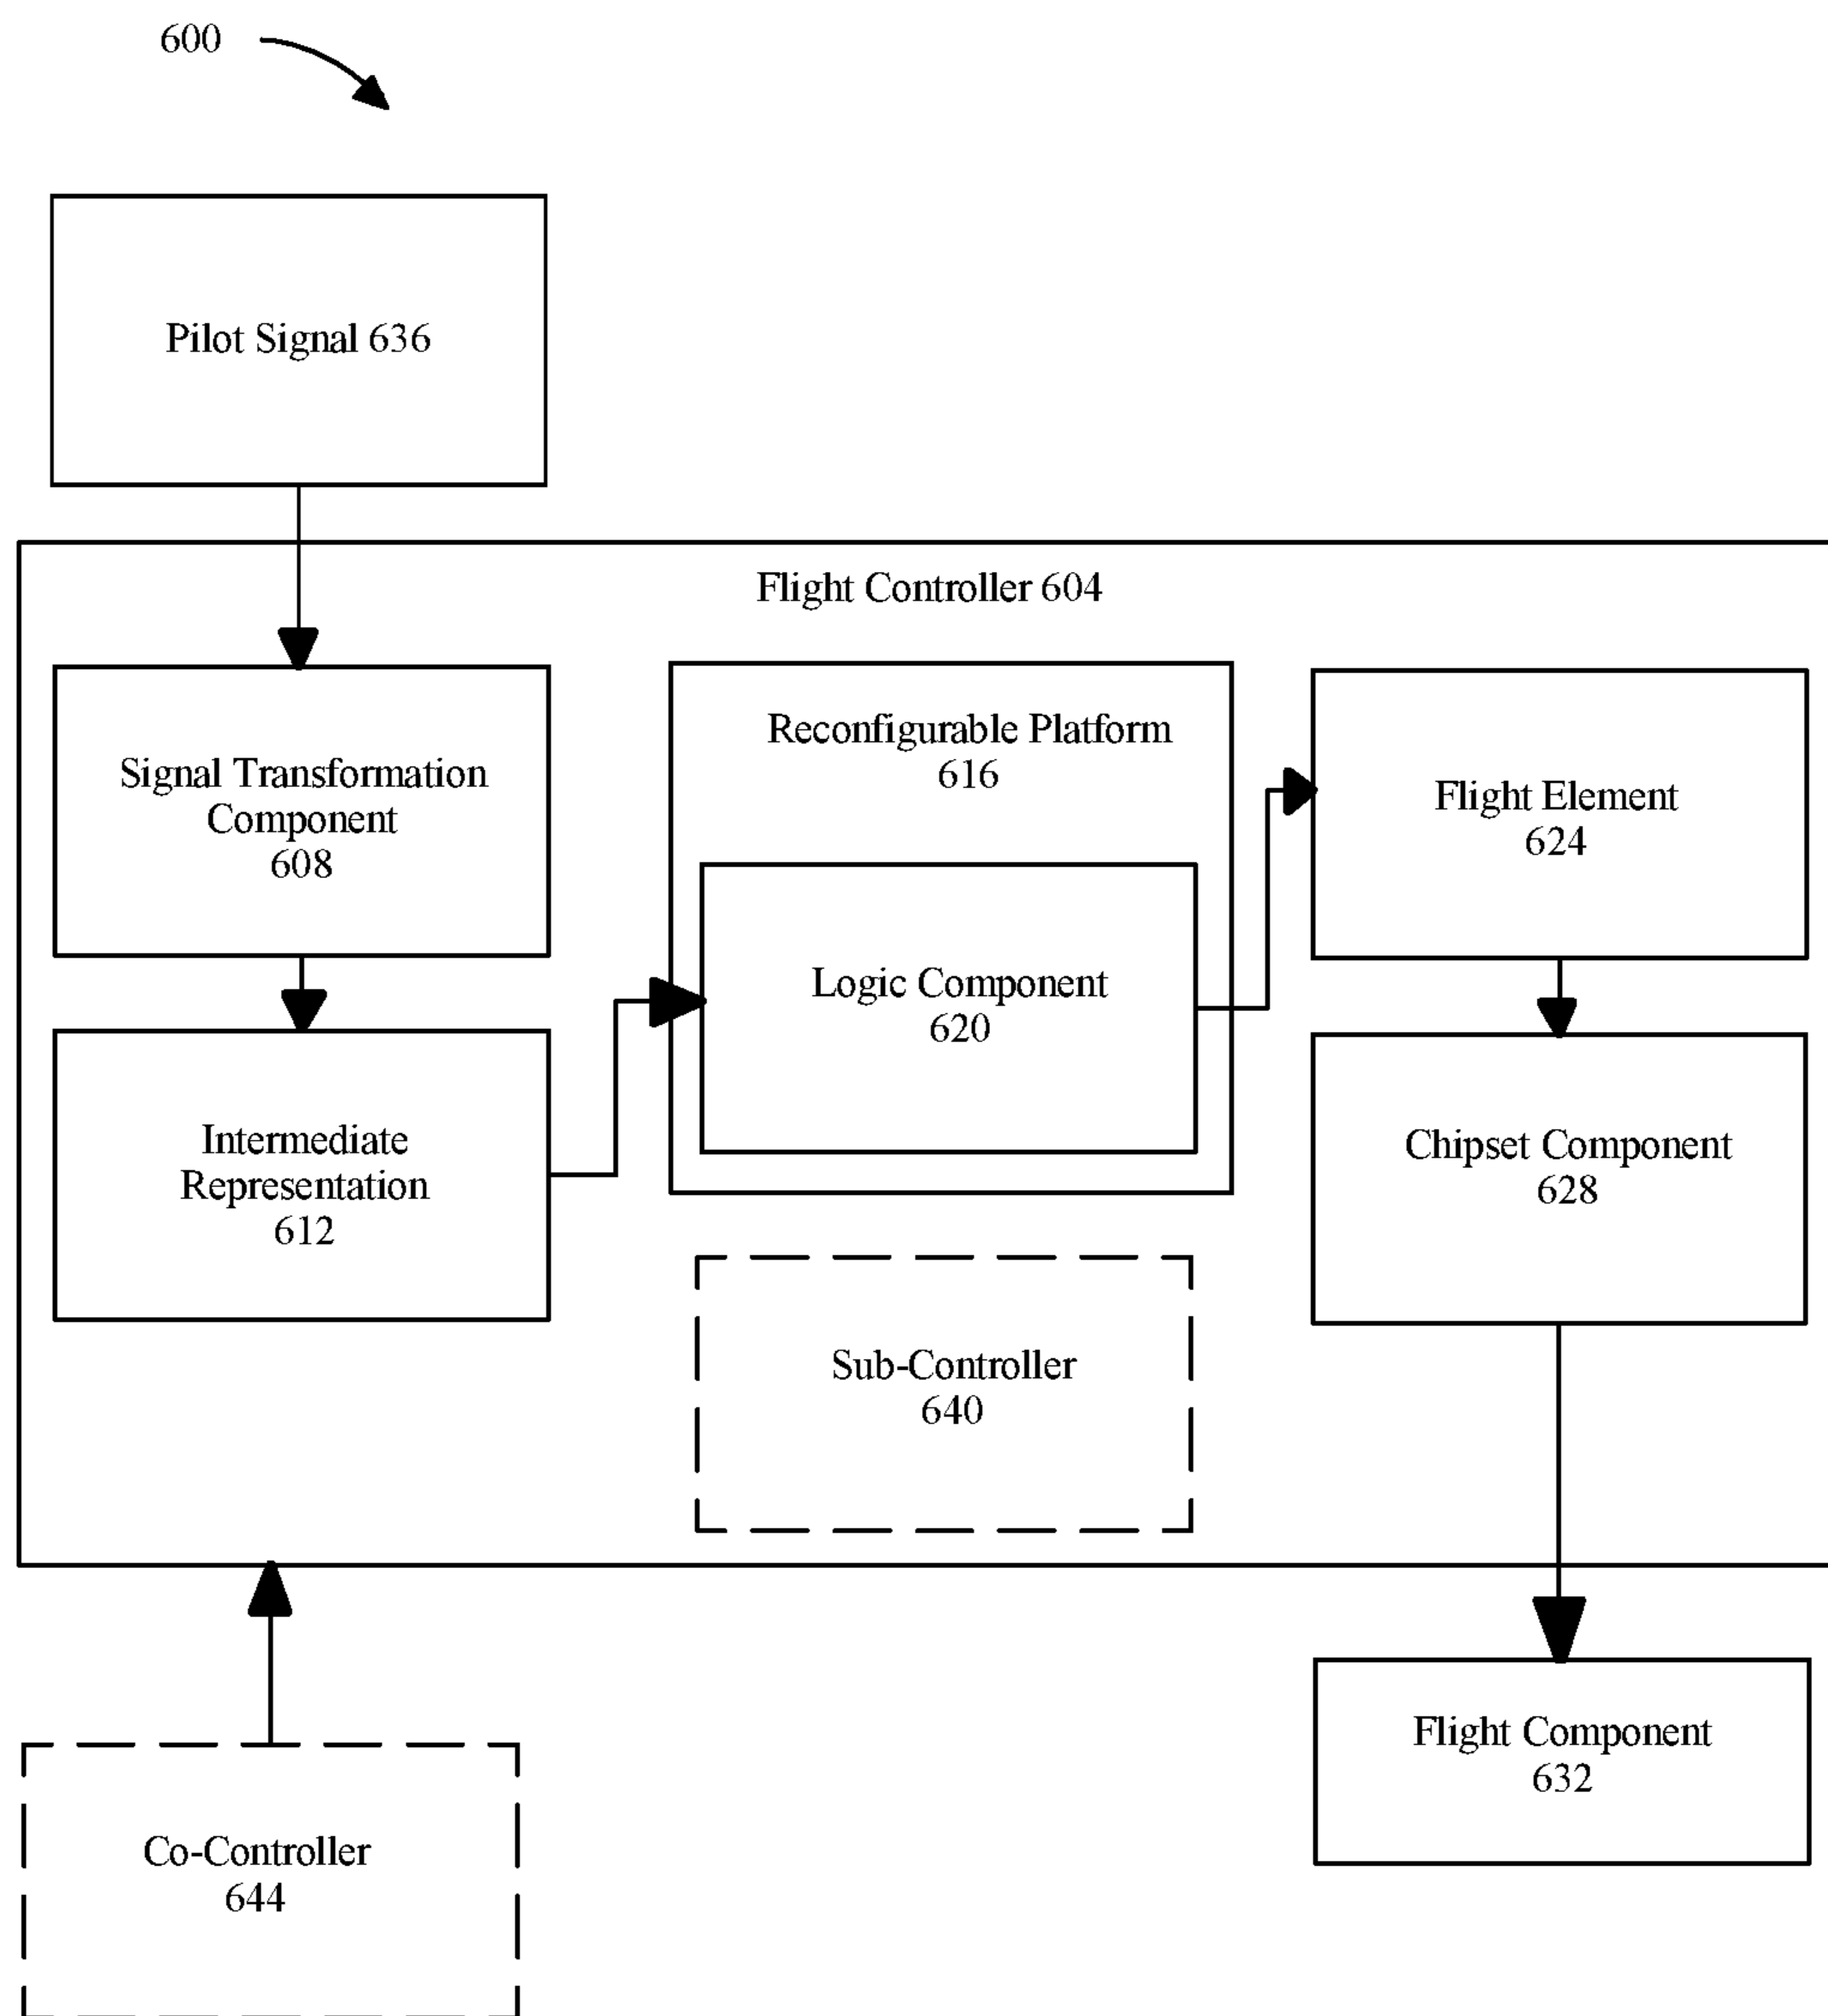 600
Pilot Signal 636
Flight Controller 604
Signal Transformation
Component
608
Reconfigurable Platform
616
Flight Element
624
Logic Component
620
Intermediate
Representation
612
Chipset Component
628
Sub-Controller
640
Flight Component
632
Co-Controller
644